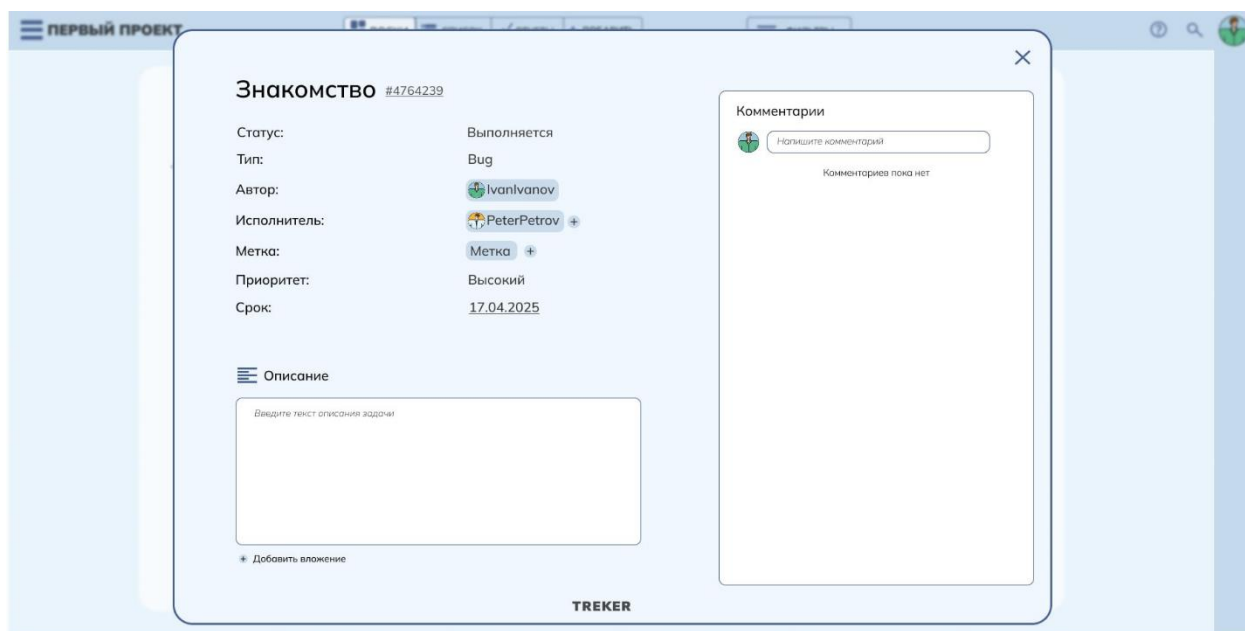 ПЕРВЫЙ ПРОЕКТ
Знакомство #4764239
Статус: Выполняется
Тип: Bug
Автор: IvanIvanov
Исполнитель: PeterPetrov +
Метка: Метка +
Приоритет: Высокий
Срок: 17.04.2025
Описание
Введите текст описания задачи
+ Добавить вложение
Комментарии
Напишите комментарий
Комментариев пока нет
TREKER